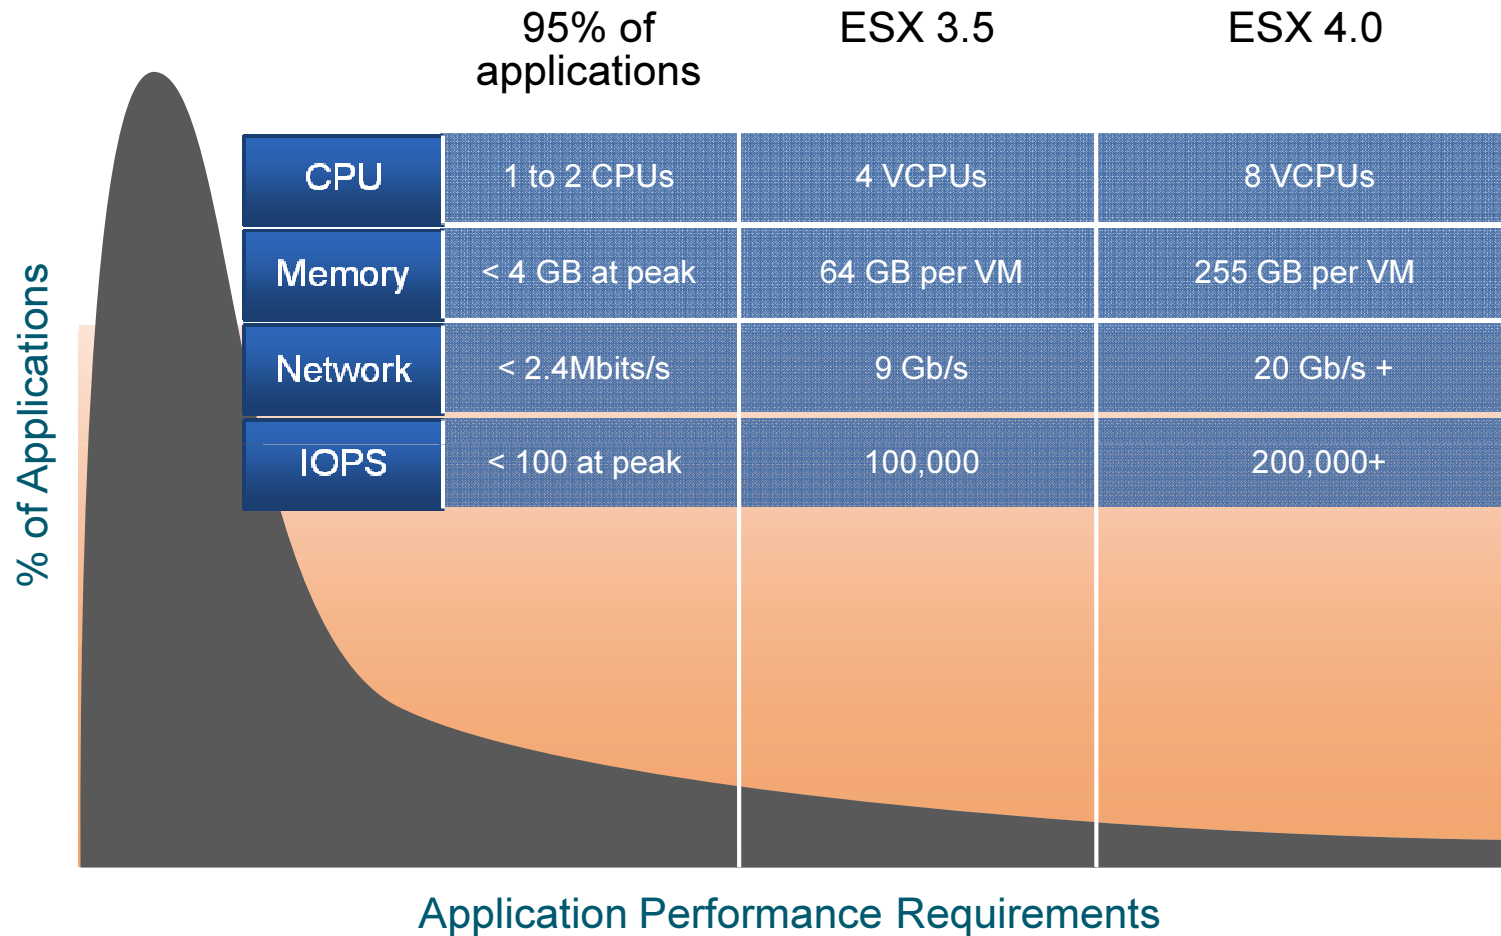 95% of
applications
ESX 3.5
ESX 4.0
CPU
1 to 2 CPUs
4 VCPUs
8 VCPUs
Memory
< 4 GB at peak
64 GB per VM
255 GB per VM
Network
< 2.4Mbits/s
9 Gb/s
20 Gb/s +
IOPS
< 100 at peak
100,000
200,000+
% of Applications
Application Performance Requirements